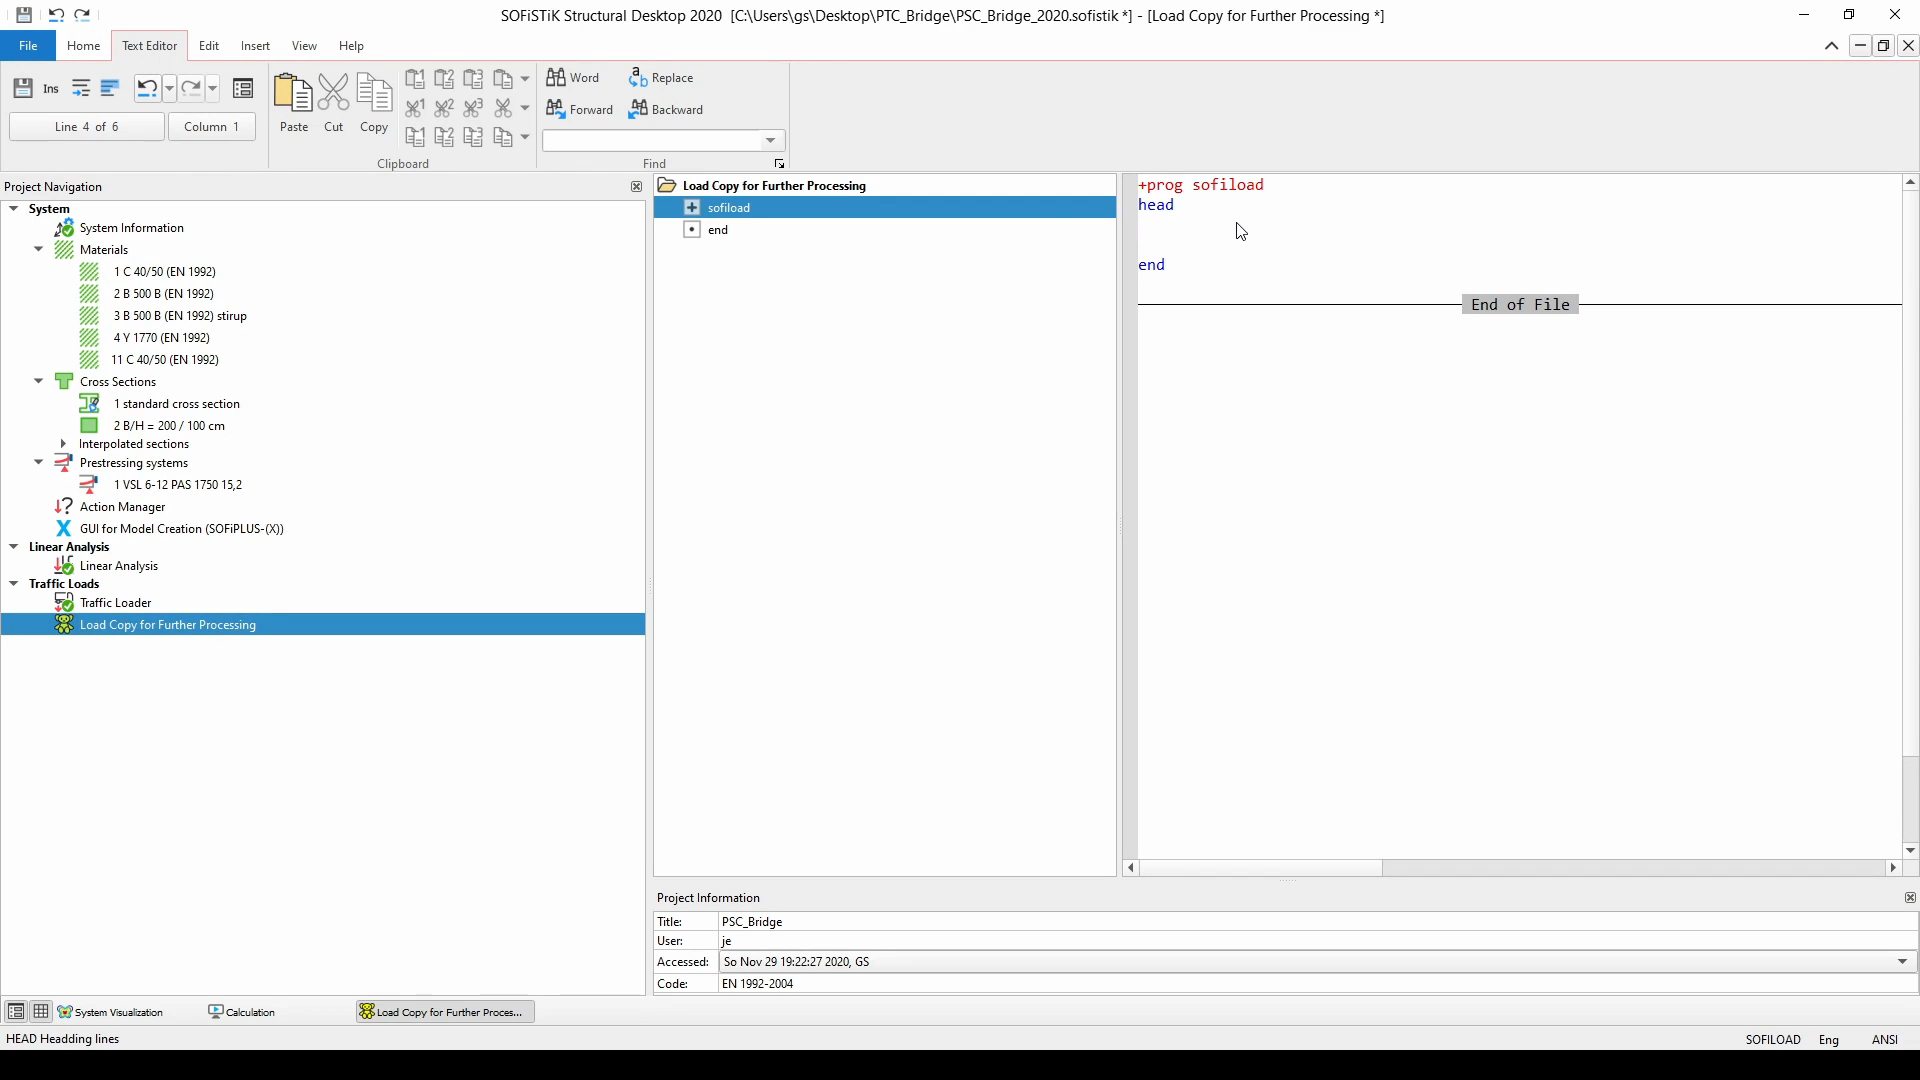 SOFiSTiK Structural Desktop 2020 [C:\Users\gs\Desktop\PTC_Bridge\PSC_Bridge_2020.sofistik *] - [Load Copy for Further Processing *]
File
Home
Text Editor
Edit
Insert
View
Help
Ins
Line 4 of 6
Column 1
Paste
Cut
Copy
Clipboard
Word
Replace
Forward
Backward
Find
Project Navigation
System
System Information
Materials
1 C 40/50 (EN 1992)
2 B 500 B (EN 1992)
3 B 500 B (EN 1992) stirup
4 Y 1770 (EN 1992)
11 C 40/50 (EN 1992)
Cross Sections
1 standard cross section
2 B/H = 200 / 100 cm
Interpolated sections
Prestressing systems
1 VSL 6-12 PAS 1750 15,2
Action Manager
GUI for Model Creation (SOFiPLUS-(X))
Linear Analysis
Linear Analysis
Traffic Loads
Traffic Loader
Load Copy for Further Processing
Load Copy for Further Processing
sofiload
end
+prog sofiload
head
end
End of File
Project Information
Title: PSC_Bridge
User: je
Accessed: So Nov 29 19:22:27 2020, GS
Code: EN 1992-2004
System Visualization
Calculation
Load Copy for Further Proces...
HEAD Headding lines
SOFILOAD
Eng
ANSI